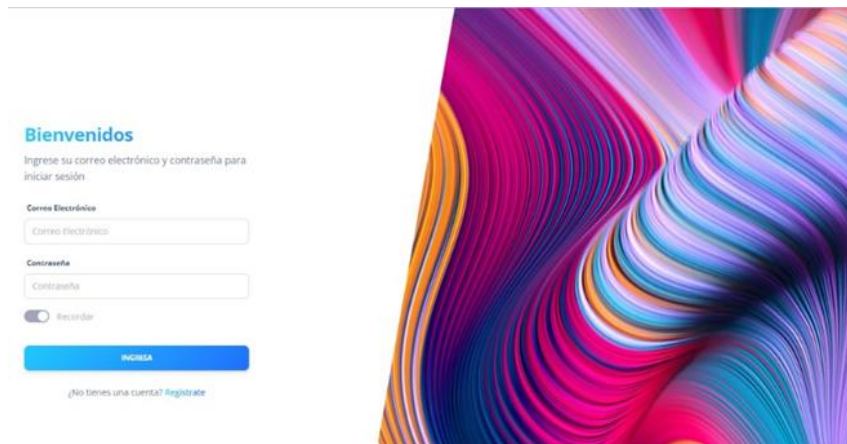 Bienvenidos
Ingrese su correo electrónico y contraseña para
iniciar sesión
Correo Electrónico
Correo Electrónico
Contraseña
Contraseña
Recordar
INGRESA
¿No tienes una cuenta? Registrate